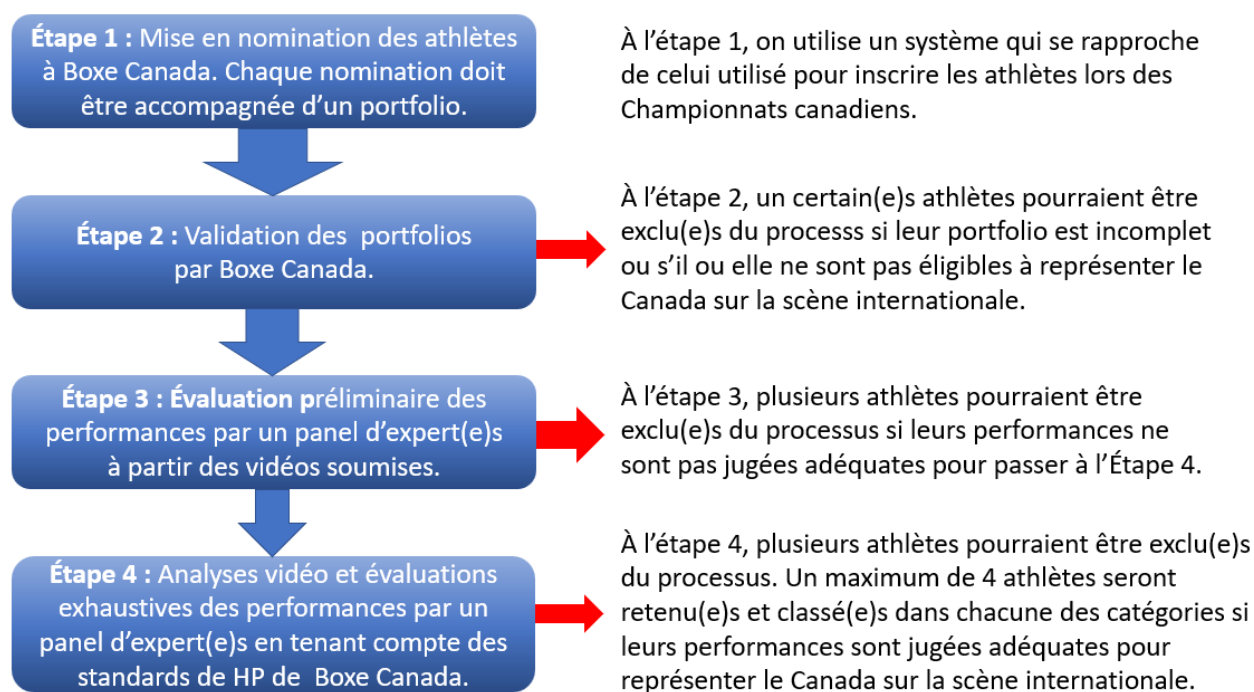 Étape 1 : Mise en nomination des athlètes
à Boxe Canada. Chaque nomination doit
être accompagnée d’un portfolio.
À l’étape 1, on utilise un système qui se rapproche
de celui utilisé pour inscrire les athlètes lors des
Championnats canadiens.
Étape 2 : Validation des portfolios
par Boxe Canada.
À l’étape 2, un certain(e)s athlètes pourraient être
exclu(e)s du processs si leur portfolio est incomplet
ou s’il ou elle ne sont pas éligibles à représenter le
Canada sur la scène internationale.
Étape 3 : Évaluation préliminaire des
performances par un panel d’expert(e)s
à partir des vidéos soumises.
À l’étape 3, plusieurs athlètes pourraient être
exclu(e)s du processus si leurs performances ne
sont pas jugées adéquates pour passer à l’Étape 4.
Étape 4 : Analyses vidéo et évaluations
exhaustives des performances par un
panel d’expert(e)s en tenant compte des
standards de HP de Boxe Canada.
À l’étape 4, plusieurs athlètes pourraient être exclu(e)s
du processus. Un maximum de 4 athlètes seront
retenu(e)s et classé(e)s dans chacune des catégories si
leurs performances sont jugées adéquates pour
représenter le Canada sur la scène internationale.